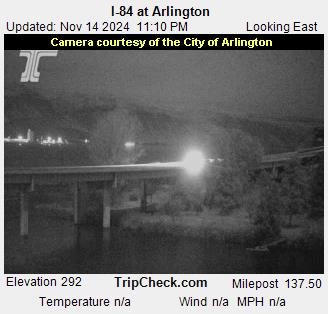 I-84 at Arlington
Updated: Nov 14 2024 11:10 PM Looking East
Camera courtesy of the City of Arlington
Elevation 292 TripCheck.com Milepost 137.50
Temperature n/a Wind n/a MPH n/a